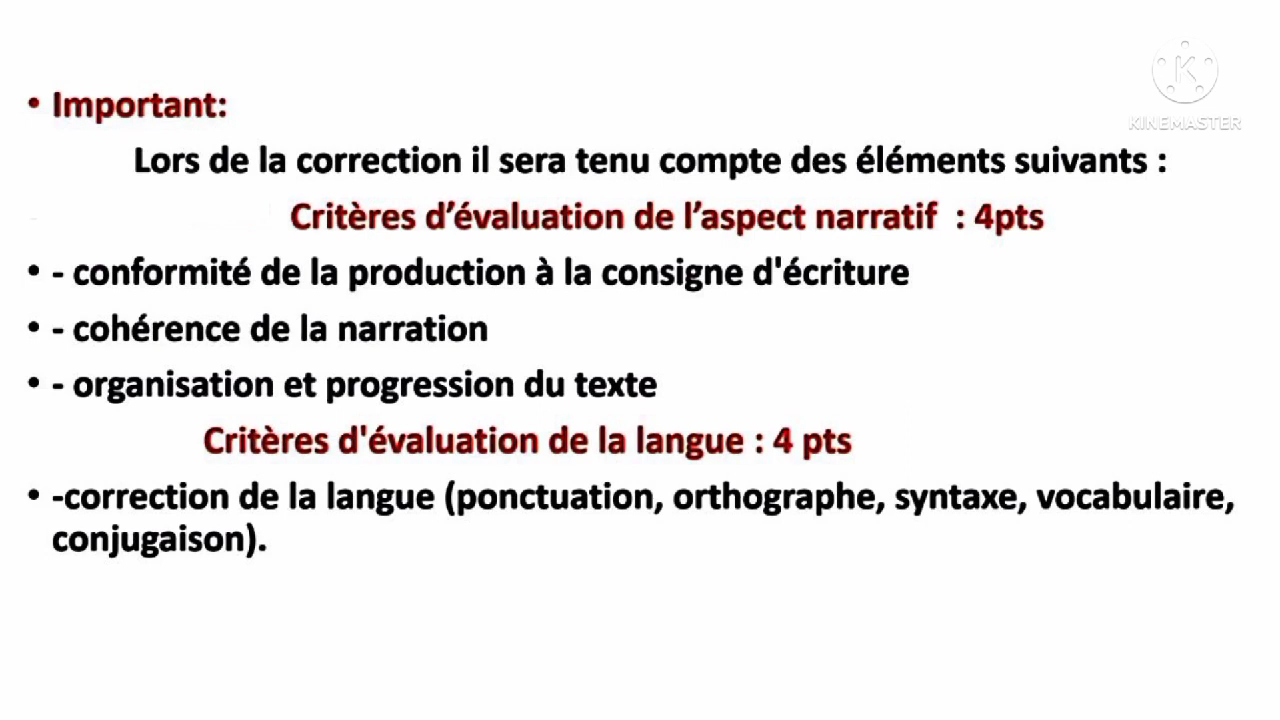 • Important:
Lors de la correction il sera tenu compte des éléments suivants :
Critères d’évaluation de l’aspect narratif : 4pts
• - conformité de la production à la consigne d'écriture
• - cohérence de la narration
• - organisation et progression du texte
Critères d'évaluation de la langue : 4 pts
• -correction de la langue (ponctuation, orthographe, syntaxe, vocabulaire,
conjugaison).
K
KINEMASTER